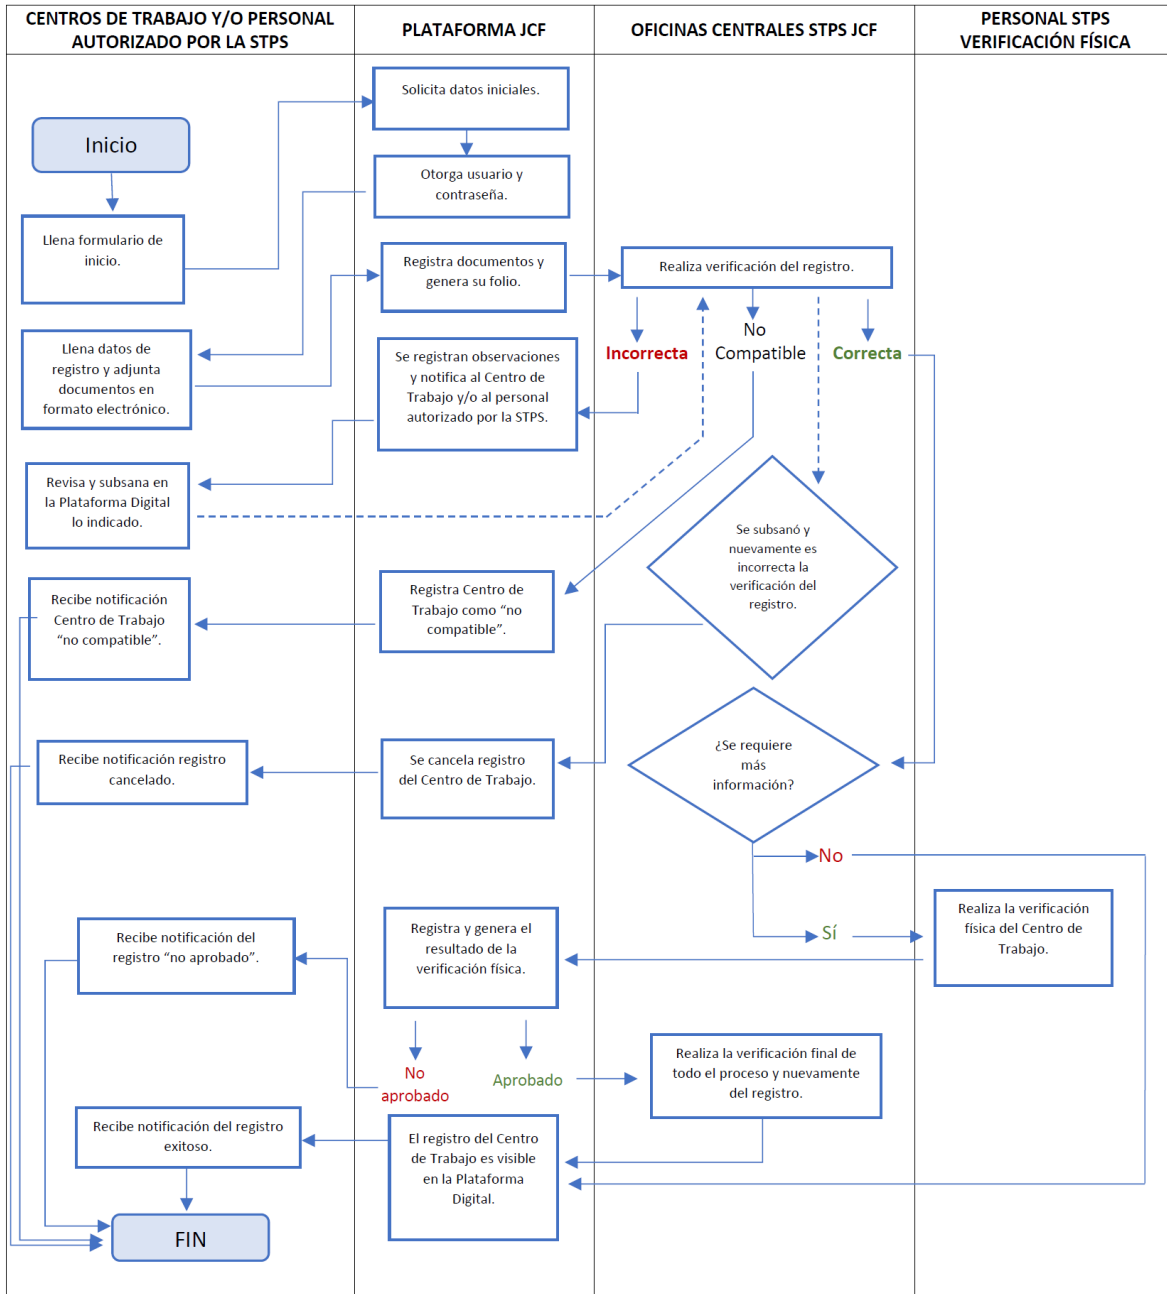 CENTROS DE TRABAJO Y/O PERSONAL
AUTORIZADO POR LA STPS
PLATAFORMA JCF
OFICINAS CENTRALES STPS JCF
PERSONAL STPS
VERIFICACIÓN FÍSICA
Solicita datos iniciales.
Inicio
Otorga usuario y
contraseña.
Llena formulario de
inicio.
Registra documentos y
genera su folio.
Realiza verificación del registro.
Incorrecta
No
Compatible
Correcta
Llena datos de
registro y adjunta
documentos en
formato electrónico.
Se registran observaciones
y notifica al Centro de
Trabajo y/o al personal
autorizado por la STPS.
Revisa y subsana en
la Plataforma Digital
lo indicado.
Se subsanó y
nuevamente es
incorrecta la
verificación del
registro.
Recibe notificación
Centro de Trabajo
“no compatible”.
Registra Centro de
Trabajo como “no
compatible”.
¿Se requiere
más
información?
Recibe notificación registro
cancelado.
Se cancela registro
del Centro de Trabajo.
No
Sí
Realiza la verificación
física del Centro de
Trabajo.
Registra y genera el
resultado de la
verificación física.
Recibe notificación del
registro “no aprobado”.
No
aprobado
Aprobado
Realiza la verificación final de
todo el proceso y nuevamente
del registro.
Recibe notificación del registro
exitoso.
El registro del Centro
de Trabajo es visible
en la Plataforma
Digital.
FIN